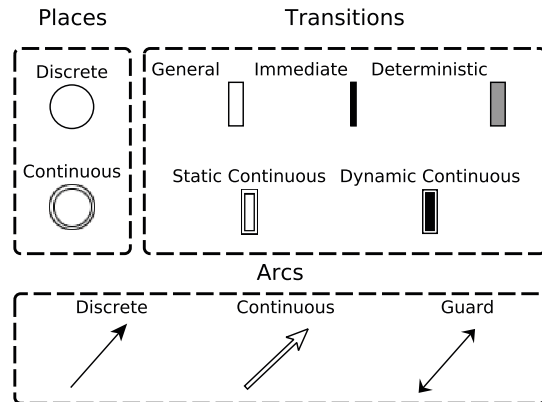 Places Transitions
Discrete
General Immediate Deterministic
Continuous
Static Continuous Dynamic Continuous
Arcs
Discrete Continuous Guard